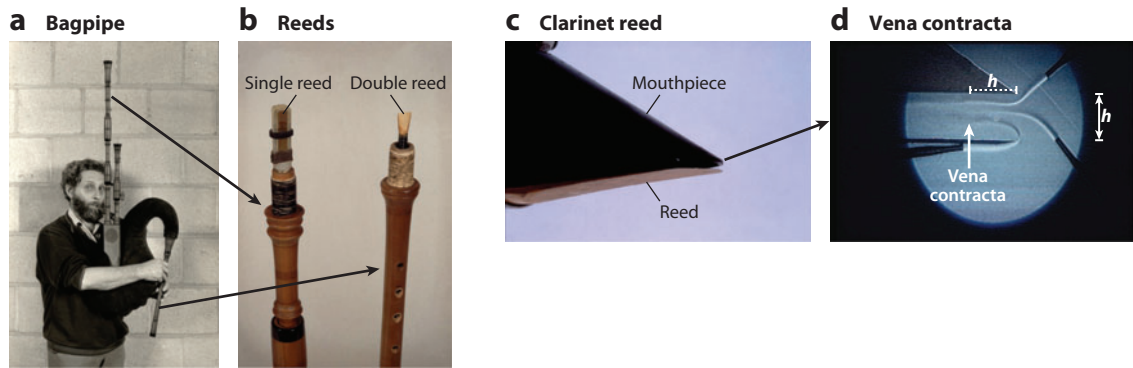 a Bagpipe
b Reeds
Single reed
Double reed
c Clarinet reed
Mouthpiece
Reed
d Vena contracta
h
h
Vena
contracta